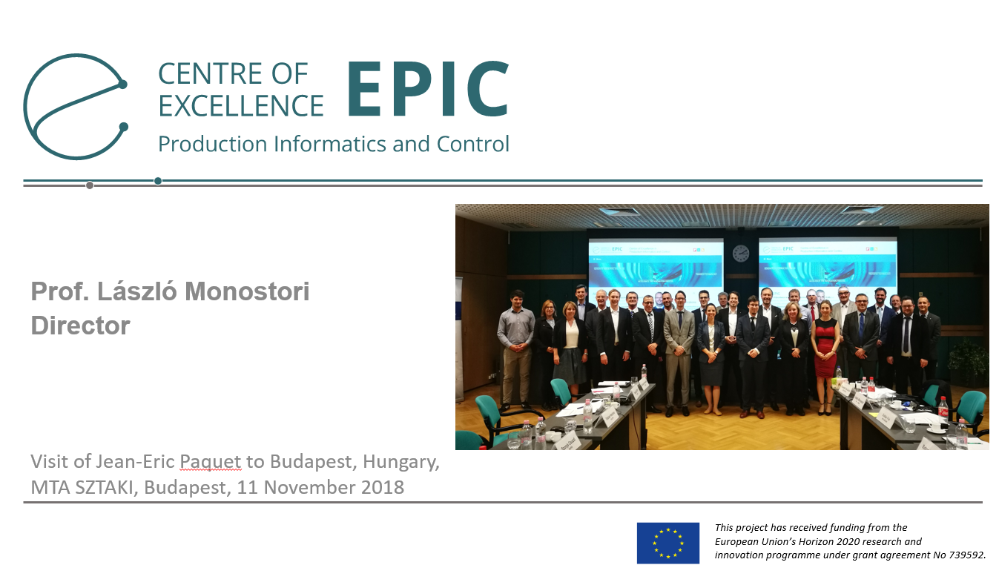 CENTRE OF
EXCELLENCE
EPIC
Production Informatics and Control
EPIC
EPIC
Prof. László Monostori
Director
Visit of Jean-Eric Paquet to Budapest, Hungary,
MTA SZTAKI, Budapest, 11 November 2018
This project has received funding from the
European Union's Horizon 2020 research and
innovation programme under grant agreement No 739592.